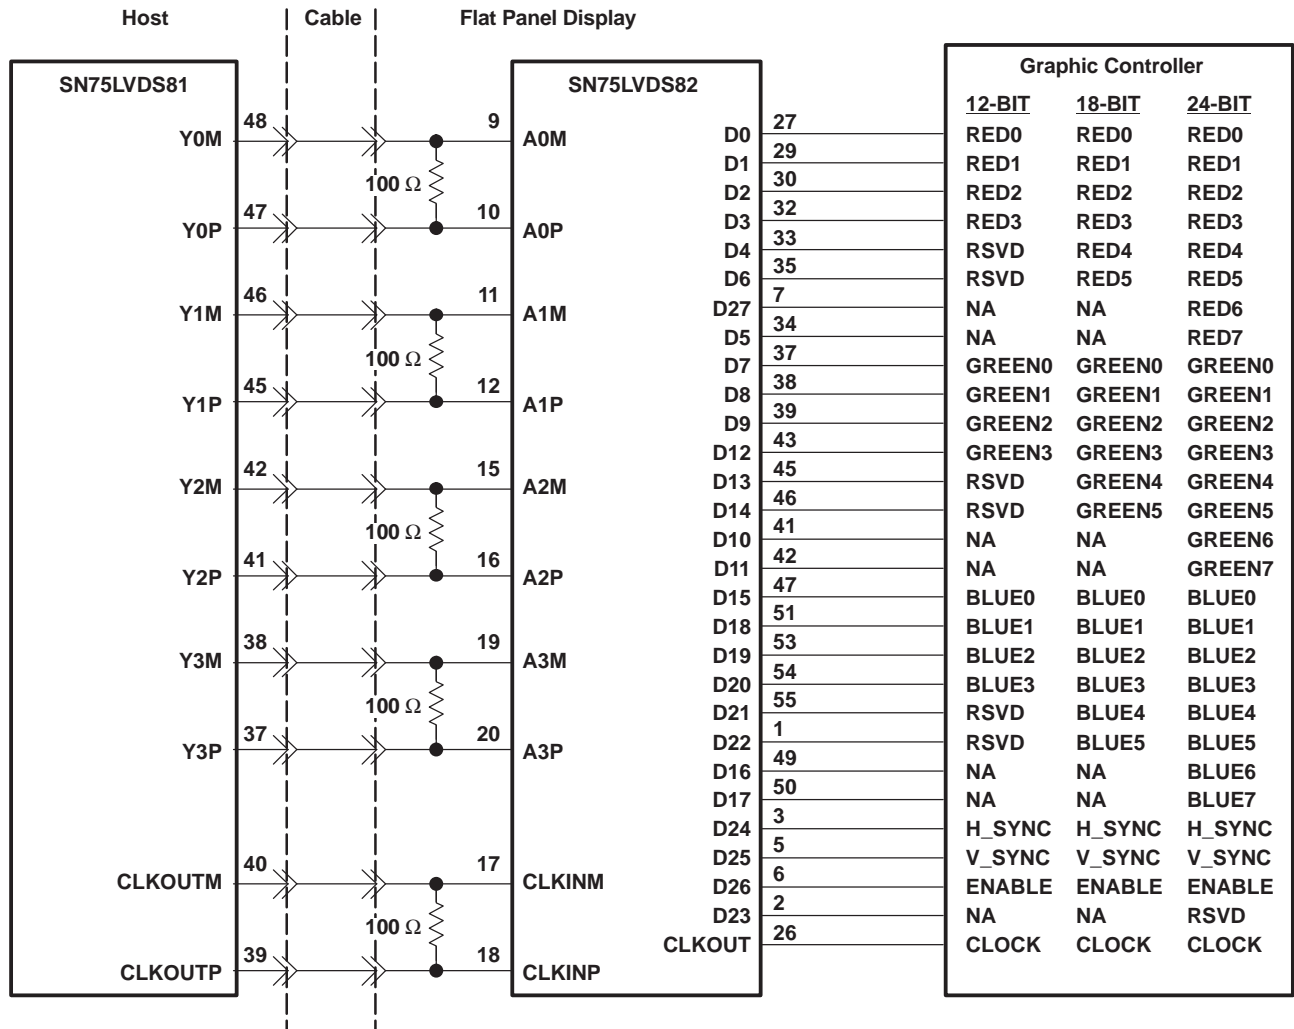 Host Cable Flat Panel Display
SN75LVDS81
Y0M 48
Y0P 47
Y1M 46
Y1P 45
Y2M 42
Y2P 41
Y3M 38
Y3P 37
CLKOUTM 40
CLKOUTP 39
100 Ω
100 Ω
100 Ω
100 Ω
100 Ω
SN75LVDS82
9 A0M
10 A0P
11 A1M
12 A1P
15 A2M
16 A2P
19 A3M
20 A3P
17 CLKINM
18 CLKINP
Graphic Controller
12-BIT 18-BIT 24-BIT
D0 27 RED0 RED0 RED0
D1 29 RED1 RED1 RED1
D2 30 RED2 RED2 RED2
D3 32 RED3 RED3 RED3
D4 33 RSVD RED4 RED4
D6 35 RSVD RED5 RED5
D27 7 NA NA RED6
D5 34 NA NA RED7
D7 37 GREEN0 GREEN0 GREEN0
D8 38 GREEN1 GREEN1 GREEN1
D9 39 GREEN2 GREEN2 GREEN2
D12 43 GREEN3 GREEN3 GREEN3
D13 45 RSVD GREEN4 GREEN4
D14 46 RSVD GREEN5 GREEN5
D10 41 NA NA GREEN6
D11 42 NA NA GREEN7
D15 47 BLUE0 BLUE0 BLUE0
D18 51 BLUE1 BLUE1 BLUE1
D19 53 BLUE2 BLUE2 BLUE2
D20 54 BLUE3 BLUE3 BLUE3
D21 55 RSVD BLUE4 BLUE4
D22 1 RSVD BLUE5 BLUE5
D16 49 NA NA BLUE6
D17 50 NA NA BLUE7
D24 3 H_SYNC H_SYNC H_SYNC
D25 5 V_SYNC V_SYNC V_SYNC
D26 6 ENABLE ENABLE ENABLE
D23 2 NA NA RSVD
CLKOUT 26 CLOCK CLOCK CLOCK